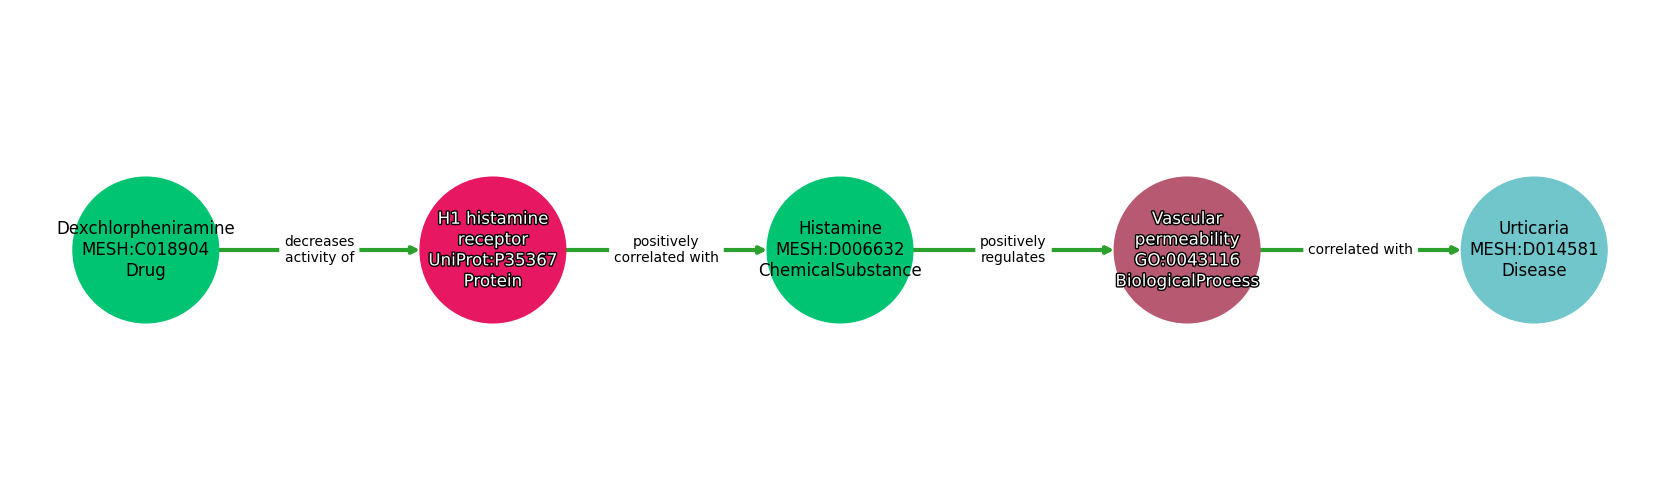 Dexchlorpheniramine
MESH:C018904
Drug
decreases
activity of
H1 histamine
receptor
UniProt:P35367
Protein
positively
correlated with
Histamine
MESH:D006632
ChemicalSubstance
positively
regulates
Vascular
permeability
GO:0043116
BiologicalProcess
correlated with
Urticaria
MESH:D014581
Disease